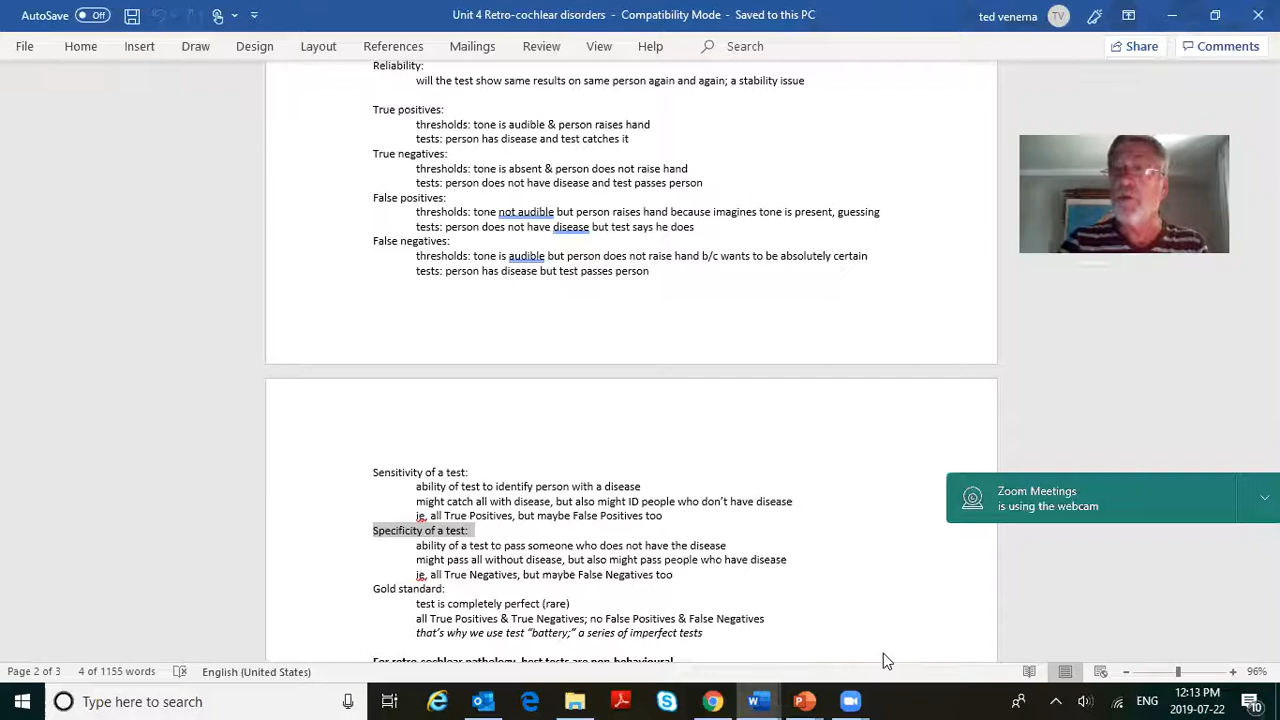 AutoSave Off
Unit 4 Retro-cochlear disorders - Compatibility Mode - Saved to this PC
ted venema TV
File Home Insert Draw Design Layout References Mailings Review View Help Search Share Comments
Reliability:
will the test show same results on same person again and again; a stability issue
True positives:
thresholds: tone is audible & person raises hand
tests: person has disease and test catches it
True negatives:
thresholds: tone is absent & person does not raise hand
tests: person does not have disease and test passes person
False positives:
thresholds: tone not audible but person raises hand because imagines tone is present, guessing
tests: person does not have disease but test says he does
False negatives:
thresholds: tone is audible but person does not raise hand b/c wants to be absolutely certain
tests: person has disease but test passes person
Sensitivity of a test:
ability of test to identify person with a disease
might catch all with disease, but also might ID people who don't have disease
ie, all True Positives, but maybe False Positives too
Specificity of a test:
ability of a test to pass someone who does not have the disease
might pass all without disease, but also might pass people who have disease
ie, all True Negatives, but maybe False Negatives too
Gold standard:
test is completely perfect (rare)
all True Positives & True Negatives; no False Positives & False Negatives
that's why we use test "battery;" a series of imperfect tests
For retro-cochlear pathology, best tests are non-behavioural
Zoom Meetings
is using the webcam
Page 2 of 3 4 of 1155 words English (United States) 96%
Type here to search
ENG
12:13 PM
2019-07-22
10